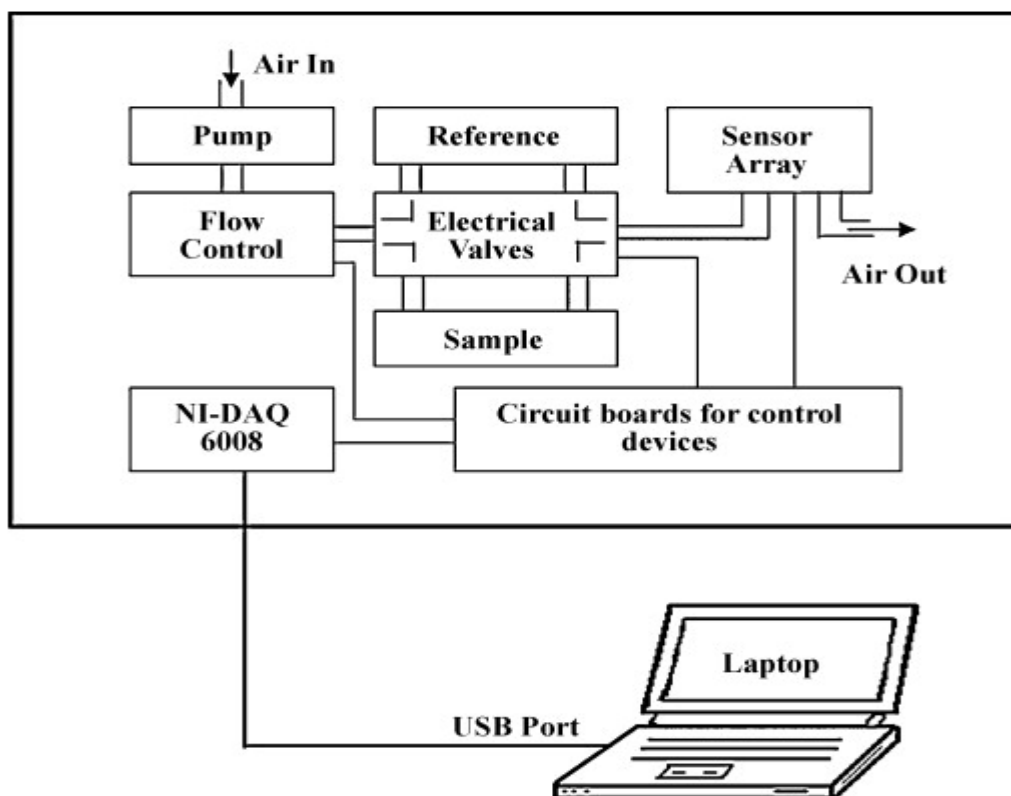 Air In
Pump
Reference
Sensor
Array
Flow
Control
Electrical
Valves
Air Out
Sample
NI-DAQ
6008
Circuit boards for control
devices
Laptop
USB Port